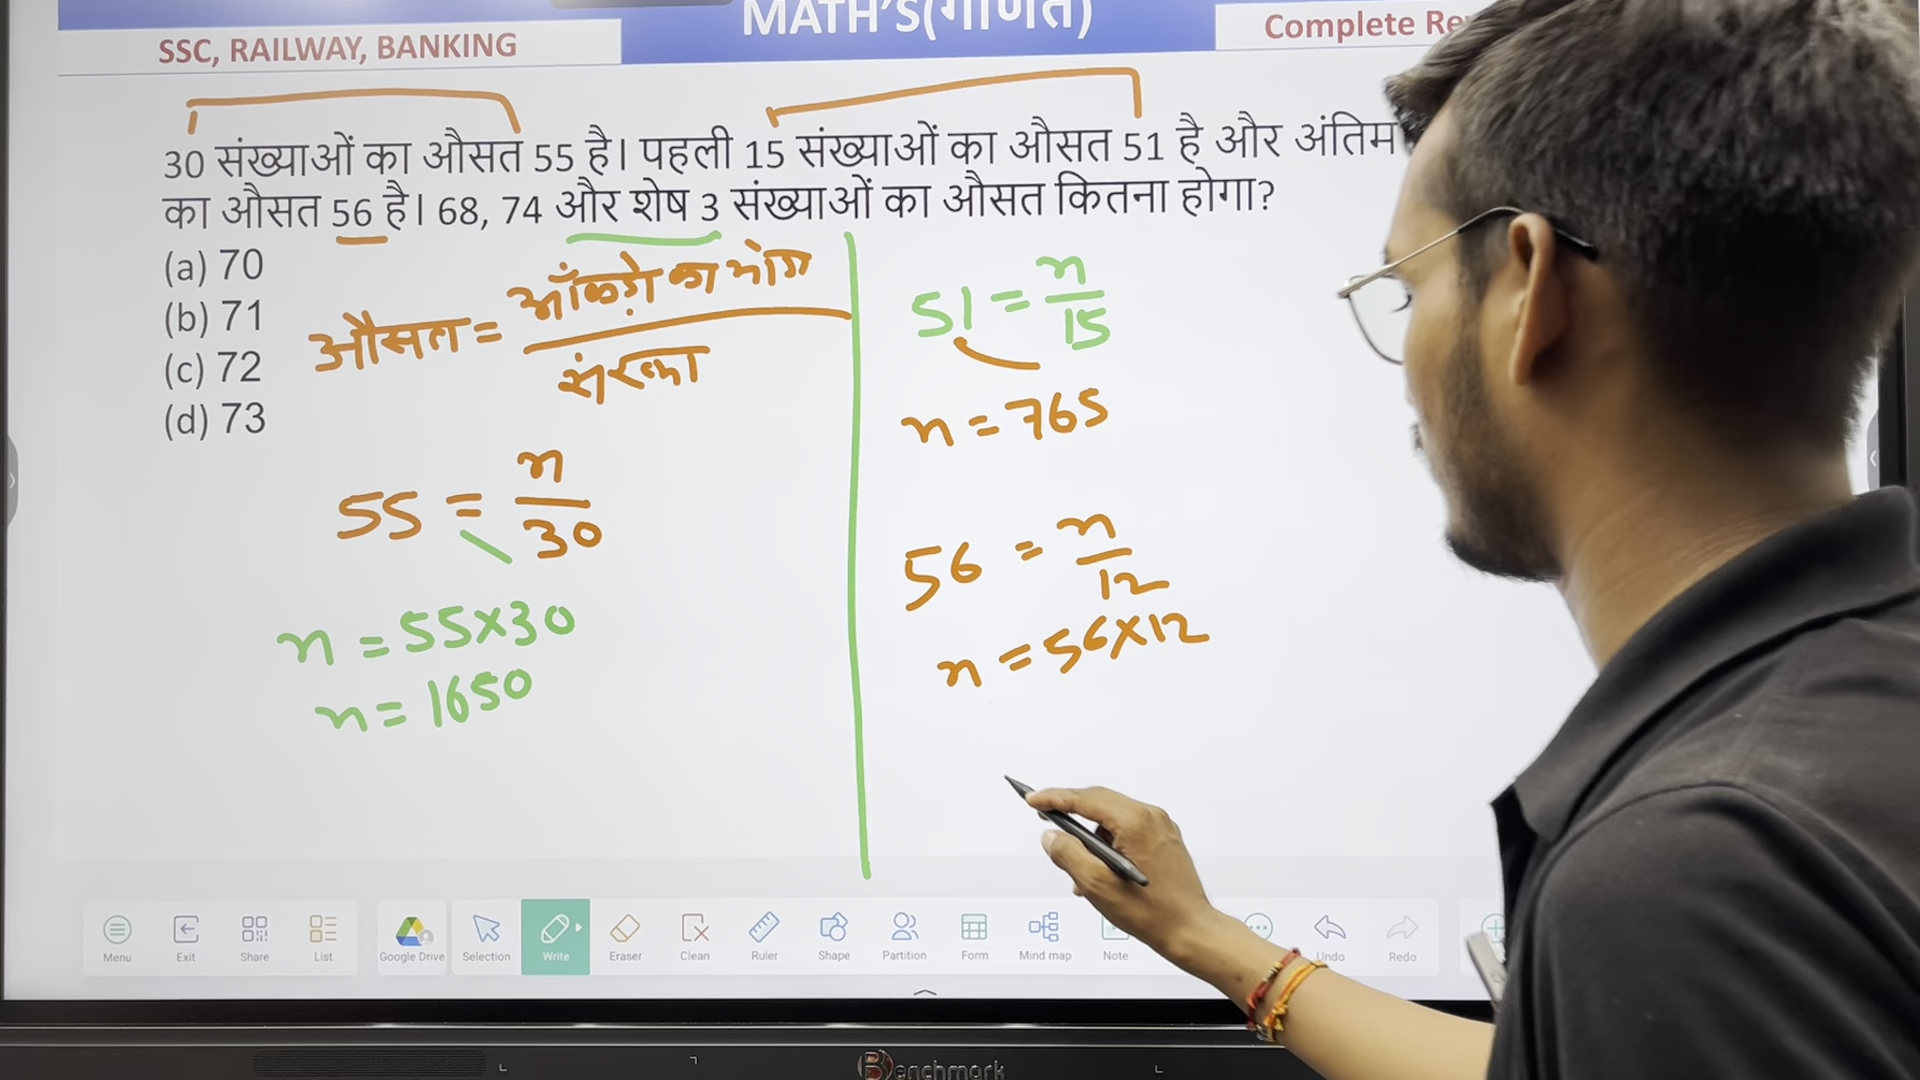 MATH'S(गणित)
SSC, RAILWAY, BANKING
Complete Re
30 संख्याओं का औसत 55 है। पहली 15 संख्याओं का औसत 51 है और अंतिम
का औसत 56 है। 68, 74 और शेष 3 संख्याओं का औसत कितना होगा?
(a) 70
(b) 71
(c) 72
(d) 73
औसत = आँकड़ो का योग / संख्या
55 = n/30
n = 55×30
n = 1650
51 = n/15
n = 765
56 = n/12
n = 56×12
Menu Exit Share List Google Drive Selection Write Eraser Clean Ruler Shape Partition Form Mind map Note Undo Redo
Benchmark